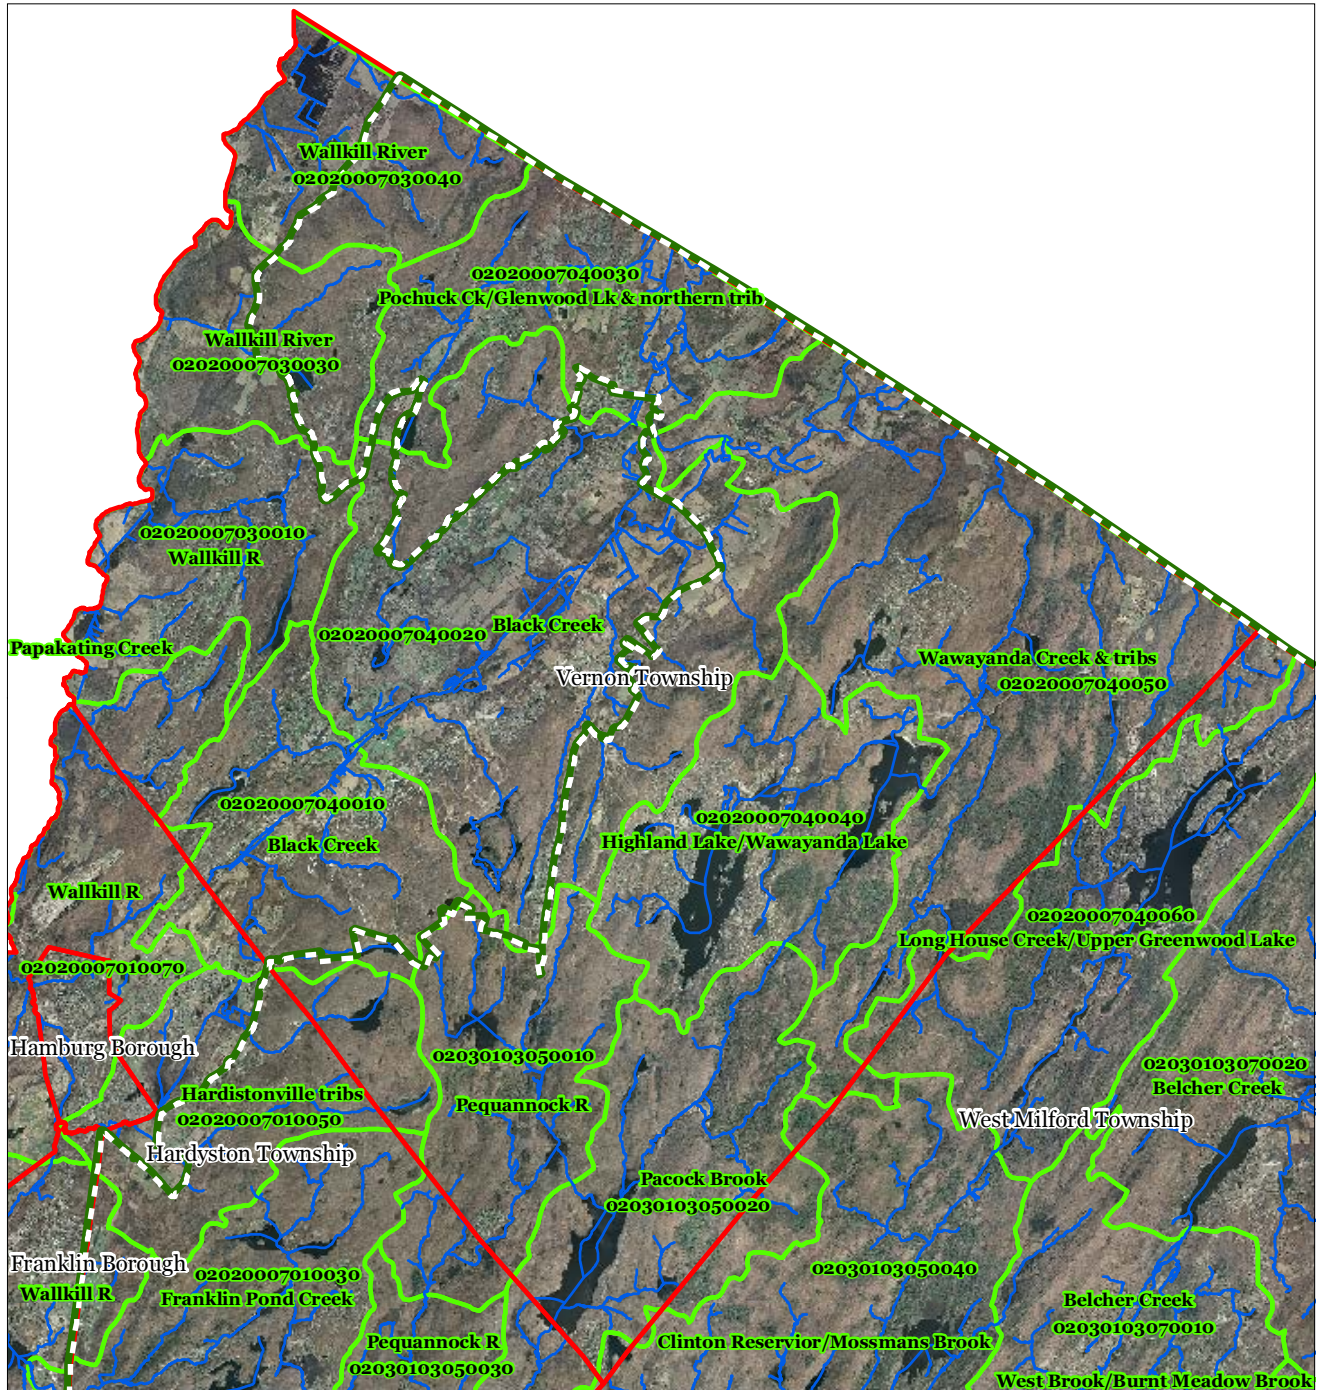 Wallkill River
02020007030040
02020007040030
Pochuck Ck/Glenwood Lk & northern trib
Wallkill River
02020007030030
02020007030010
Wallkill R
02020007040020
Black Creek
Papakating Creek
Vernon Township
Wawayanda Creek & tribs
02020007040050
02020007040010
Black Creek
02020007040040
Highland Lake/Wawayanda Lake
Wallkill R
02020007040060
Long House Creek/Upper Greenwood Lake
02020007010070
Hamburg Borough
02030103050010
Pequannock R
02030103070020
Belcher Creek
Hardistonville tribs
02020007010050
West Milford Township
Hardyston Township
Pacock Brook
02030103050020
Franklin Borough
02020007010030
Franklin Pond Creek
Wallkill R
02030103050040
Belcher Creek
02030103070010
Pequannock R
02030103050030
Clinton Reservior/Mossmans Brook
West Brook/Burnt Meadow Brook